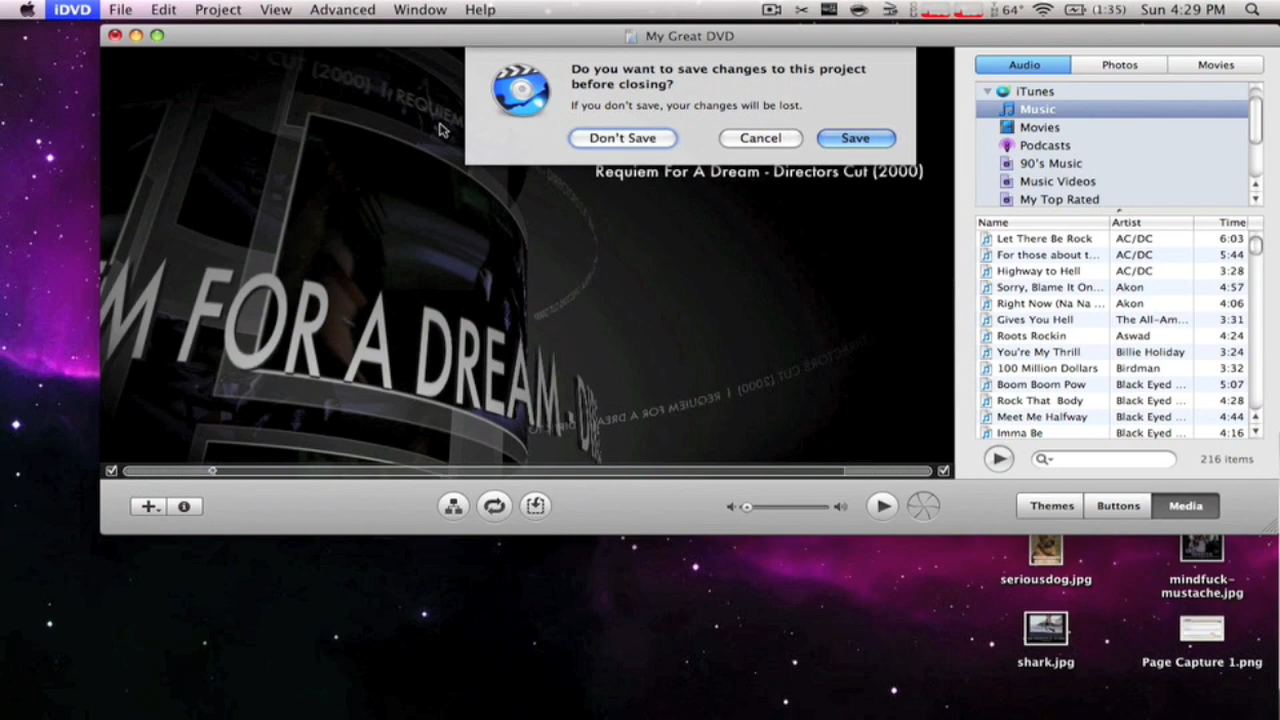 iDVD File Edit Project View Advanced Window Help 64° (1:35) Sun 4:29 PM
My Great DVD
Do you want to save changes to this project
before closing?
If you don't save, your changes will be lost.
Don't Save Cancel Save
Requiem For A Dream - Directors Cut (2000)
CUT (2000) | REQUIEM
M FOR A DREAM - D
DIRECTORS CUT (2000) | REQUIEM FOR A DREAM
Audio Photos Movies
iTunes
Music
Movies
Podcasts
90's Music
Music Videos
My Top Rated
Name Artist Time
Let There Be Rock AC/DC 6:03
For those about t... AC/DC 5:44
Highway to Hell AC/DC 3:28
Sorry, Blame It On... Akon 4:57
Right Now (Na Na ... Akon 4:06
Gives You Hell The All-Am... 3:31
Roots Rockin Aswad 4:24
You're My Thrill Billie Holiday 3:24
100 Million Dollars Birdman 3:32
Boom Boom Pow Black Eyed ... 5:07
Rock That Body Black Eyed ... 4:28
Meet Me Halfway Black Eyed ... 4:44
Imma Be Black Eyed ... 4:16
216 items
Themes Buttons Media
seriousdog.jpg
mindfuck-
mustache.jpg
shark.jpg
Page Capture 1.png